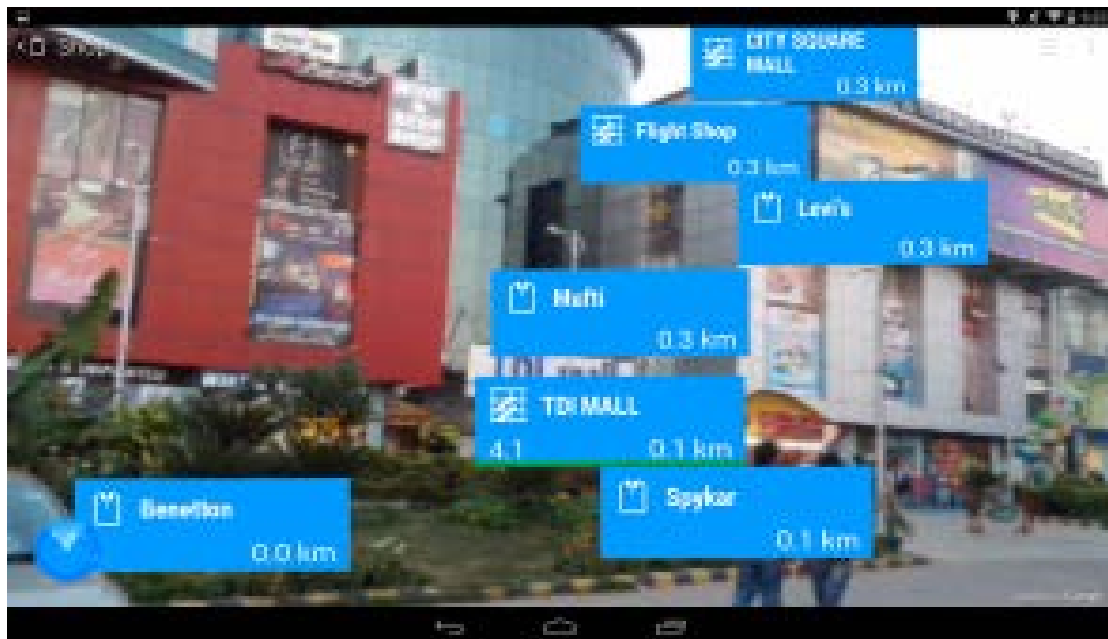 Shop
CITY SQUARE
MALL
0.3 km
Flight Shop
0.3 km
Levi's
0.3 km
Mufti
0.3 km
TDI MALL
4.1
0.1 km
Spykar
0.1 km
Benetton
0.0 km